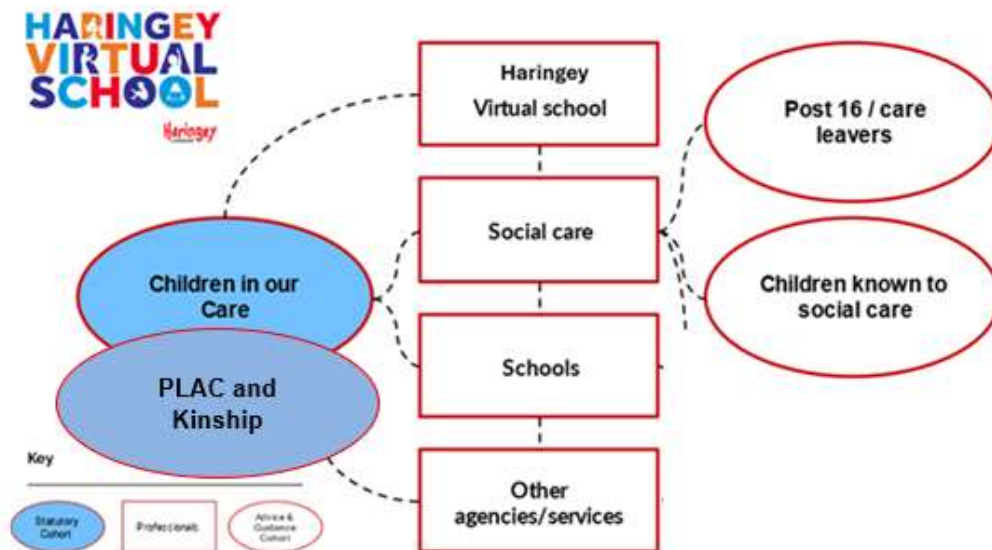 HARINGEY
VIRTUAL
SCHOOL
Haringey
Haringey
Virtual school
Post 16 / care
leavers
Social care
Children in our
Care
Children known to
social care
Schools
PLAC and
Kinship
Key
Other
agencies/services
Statutory
Cohort
Professionals
Advice &
Guidance
Cohort